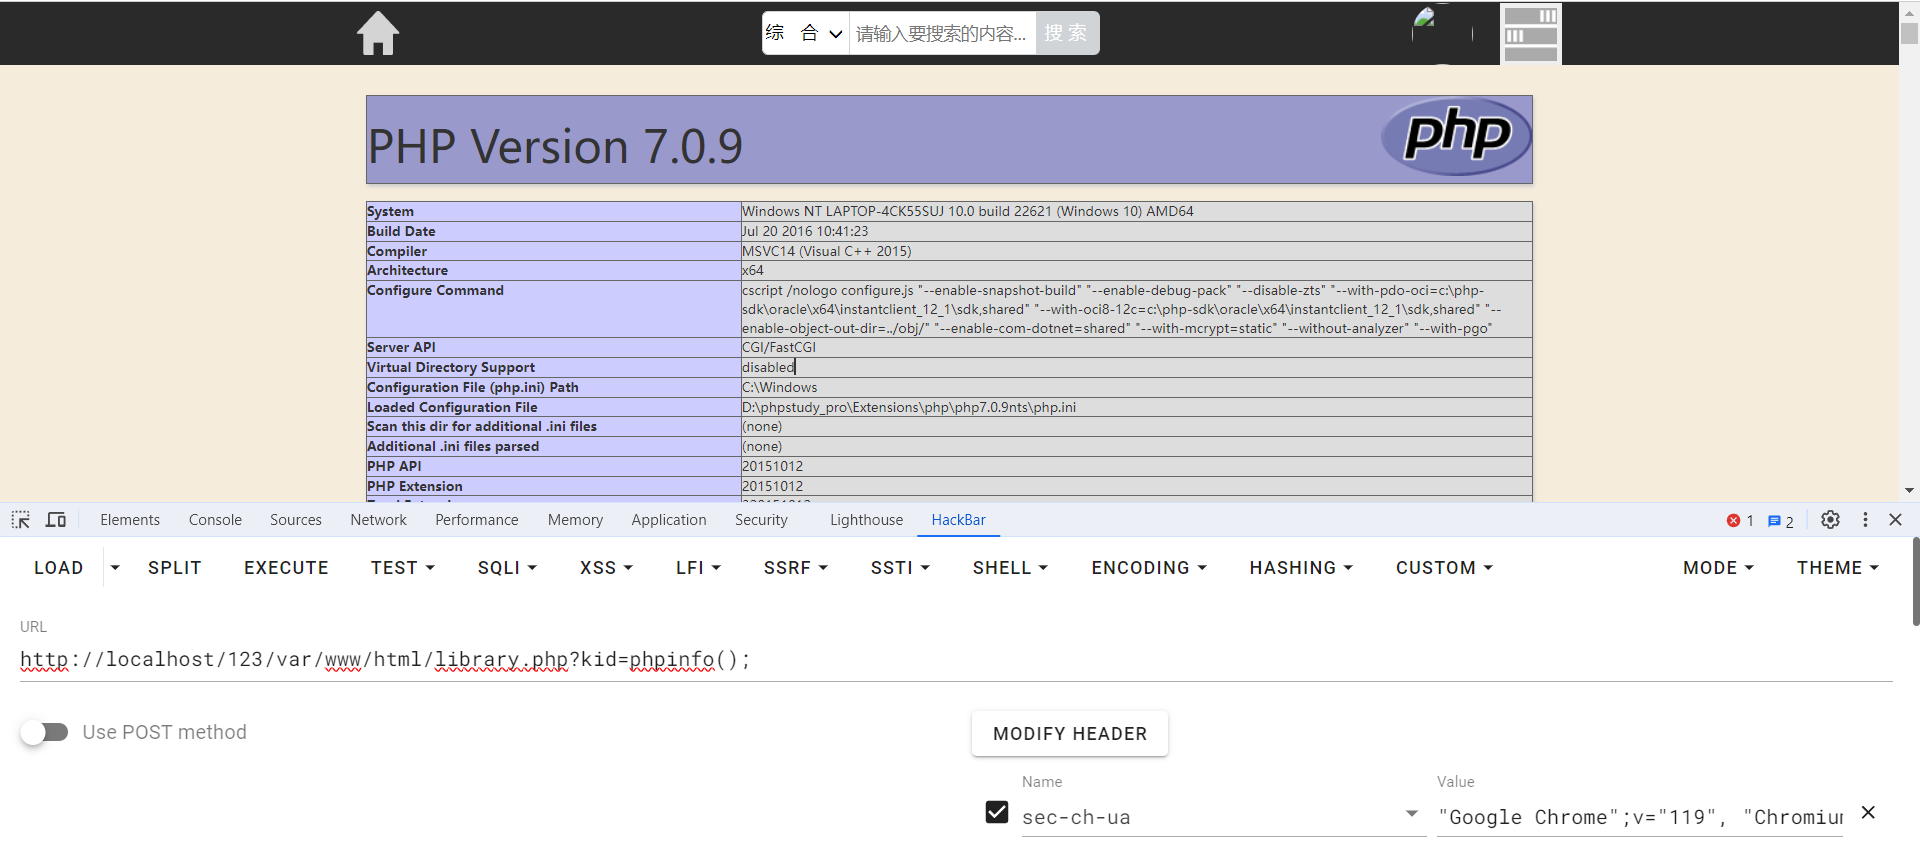 综 合 请输入要搜索的内容... 搜 索
PHP Version 7.0.9
php
System Windows NT LAPTOP-4CK55SUJ 10.0 build 22621 (Windows 10) AMD64
Build Date Jul 20 2016 10:41:23
Compiler MSVC14 (Visual C++ 2015)
Architecture x64
Configure Command cscript /nologo configure.js "--enable-snapshot-build" "--enable-debug-pack" "--disable-zts" "--with-pdo-oci=c:\php-
sdk\oracle\x64\instantclient_12_1\sdk,shared" "--with-oci8-12c=c:\php-sdk\oracle\x64\instantclient_12_1\sdk,shared" "--
enable-object-out-dir=../obj/" "--enable-com-dotnet=shared" "--with-mcrypt=static" "--without-analyzer" "--with-pgo"
Server API CGI/FastCGI
Virtual Directory Support disabled
Configuration File (php.ini) Path C:\Windows
Loaded Configuration File D:\phpstudy_pro\Extensions\php\php7.0.9nts\php.ini
Scan this dir for additional .ini files (none)
Additional .ini files parsed (none)
PHP API 20151012
PHP Extension 20151012
Elements Console Sources Network Performance Memory Application Security Lighthouse HackBar 1 2
LOAD SPLIT EXECUTE TEST SQLI XSS LFI SSRF SSTI SHELL ENCODING HASHING CUSTOM MODE THEME
URL
http://localhost/123/var/www/html/library.php?kid=phpinfo();
Use POST method
MODIFY HEADER
Name Value
sec-ch-ua "Google Chrome";v="119", "Chromium